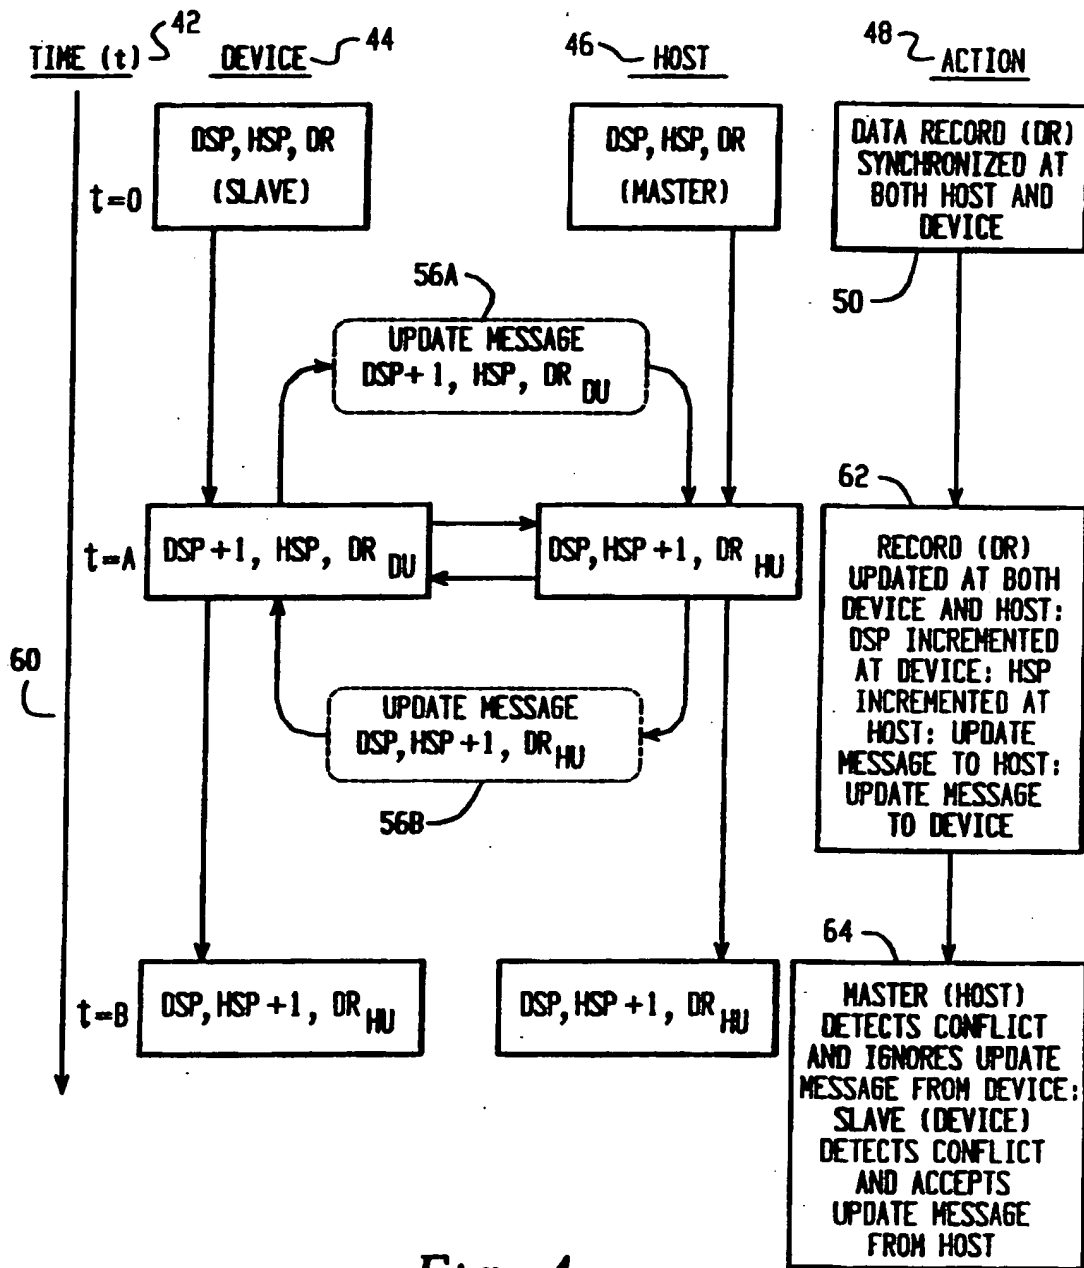 TIME (t) 42
DEVICE 44
46 HOST
48 ACTION
t=0
DSP, HSP, DR
(SLAVE)
DSP, HSP, DR
(MASTER)
DATA RECORD (DR)
SYNCHRONIZED AT
BOTH HOST AND
DEVICE
50
56A
UPDATE MESSAGE
DSP+1, HSP, DR DU
t=A
DSP+1, HSP, DR DU
DSP,HSP+1, DR HU
62
RECORD (DR)
UPDATED AT BOTH
DEVICE AND HOST:
DSP INCREMENTED
AT DEVICE: HSP
INCREMENTED AT
HOST: UPDATE
MESSAGE TO HOST:
UPDATE MESSAGE
TO DEVICE
60
UPDATE MESSAGE
DSP,HSP+1, DR HU
56B
t=B
DSP,HSP+1, DR HU
DSP,HSP+1, DR HU
64
MASTER (HOST)
DETECTS CONFLICT
AND IGNORES UPDATE
MESSAGE FROM DEVICE:
SLAVE (DEVICE)
DETECTS CONFLICT
AND ACCEPTS
UPDATE MESSAGE
FROM HOST